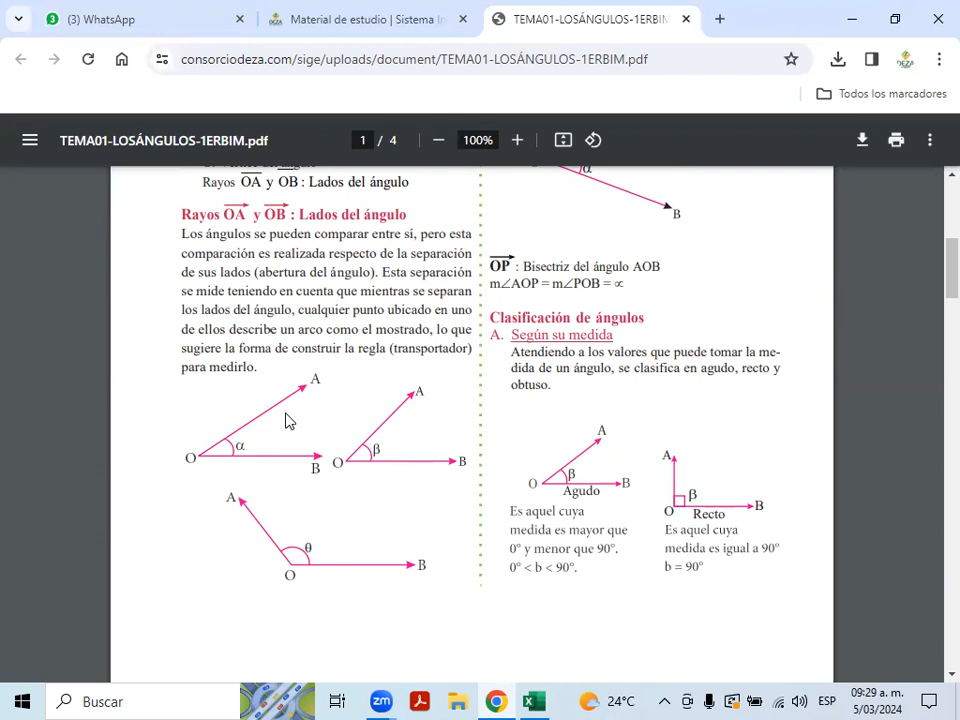 (3) WhatsApp
Material de estudio | Sistema In
TEMA01-LOSÁNGULOS-1ERBIM
consorciodeza.com/sige/uploads/document/TEMA01-LOSÁNGULOS-1ERBIM.pdf
DEZA
Todos los marcadores
TEMA01-LOSÁNGULOS-1ERBIM.pdf
1 / 4
100%
Rayos OA y OB : Lados del ángulo
Rayos OA y OB : Lados del ángulo
Los ángulos se pueden comparar entre sí, pero esta
comparación es realizada respecto de la separación
de sus lados (abertura del ángulo). Esta separación
se mide teniendo en cuenta que mientras se separan
los lados del ángulo, cualquier punto ubicado en uno
de ellos describe un arco como el mostrado, lo que
sugiere la forma de construir la regla (transportador)
para medirlo.
A
O α B
A
O β B
A
θ
O B
α
B
OP : Bisectriz del ángulo AOB
m∠AOP = m∠POB = ∝
Clasificación de ángulos
A. Según su medida
Atendiendo a los valores que puede tomar la me-
dida de un ángulo, se clasifica en agudo, recto y
obtuso.
A
O β B
Agudo
Es aquel cuya
medida es mayor que
0° y menor que 90°.
0° < b < 90°.
A
β
O B
Recto
Es aquel cuya
medida es igual a 90°
b = 90°
Buscar
zm
24°C
ESP
09:29 a. m.
5/03/2024